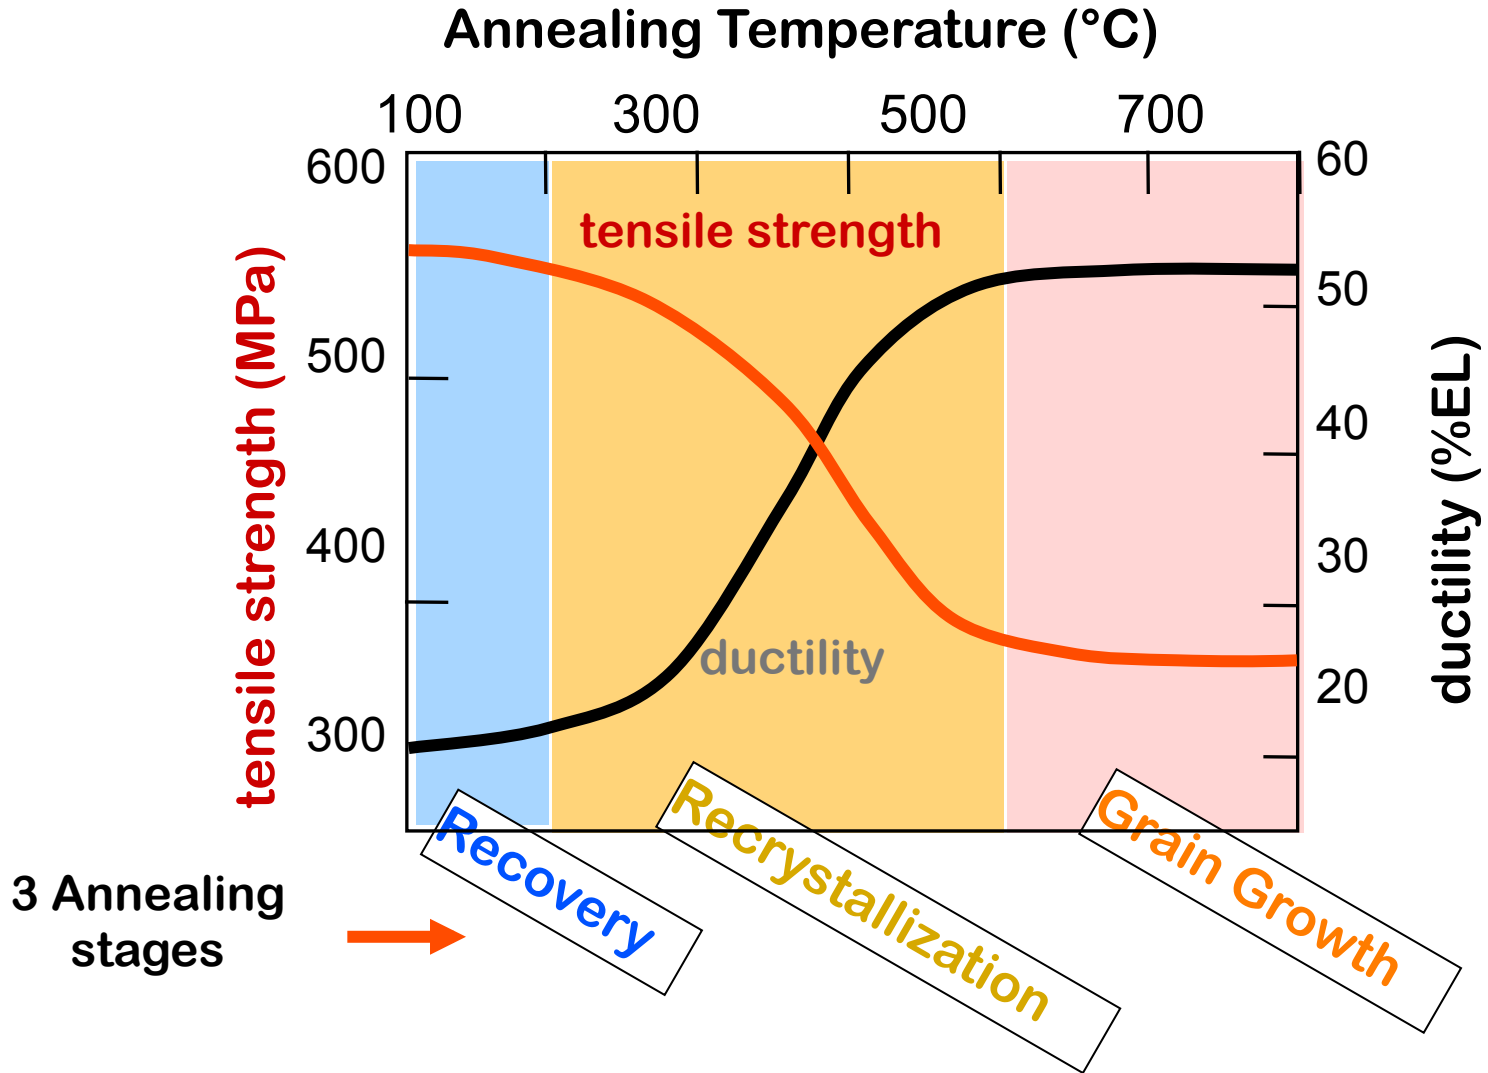 Annealing Temperature (°C)
100 300 500 700
600
500
400
300
tensile strength (MPa)
tensile strength
ductility
60
50
40
30
20
ductility (%EL)
3 Annealing
stages
Recovery
Recrystallization
Grain Growth